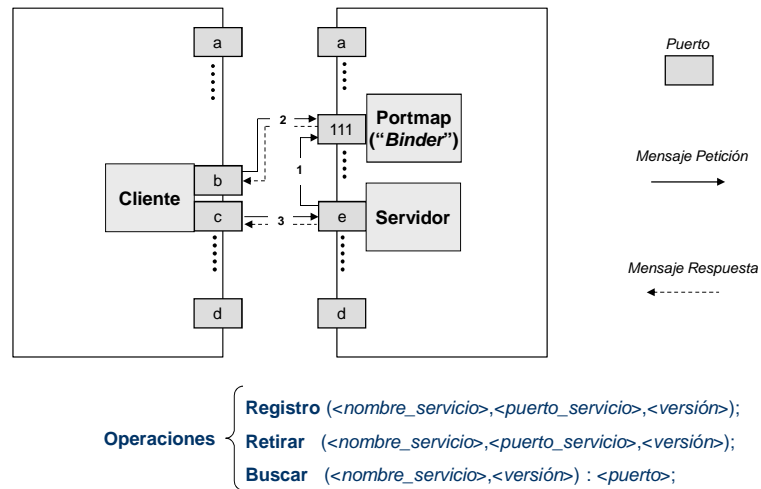 a
a
Puerto
2
111
Portmap
(“Binder”)
1
Mensaje Petición
Cliente
b
c
3
e
Servidor
Mensaje Respuesta
d
d
Operaciones
Registro (<nombre_servicio>,<puerto_servicio>,<versión>);
Retirar (<nombre_servicio>,<puerto_servicio>,<versión>);
Buscar (<nombre_servicio>,<versión>) : <puerto>;